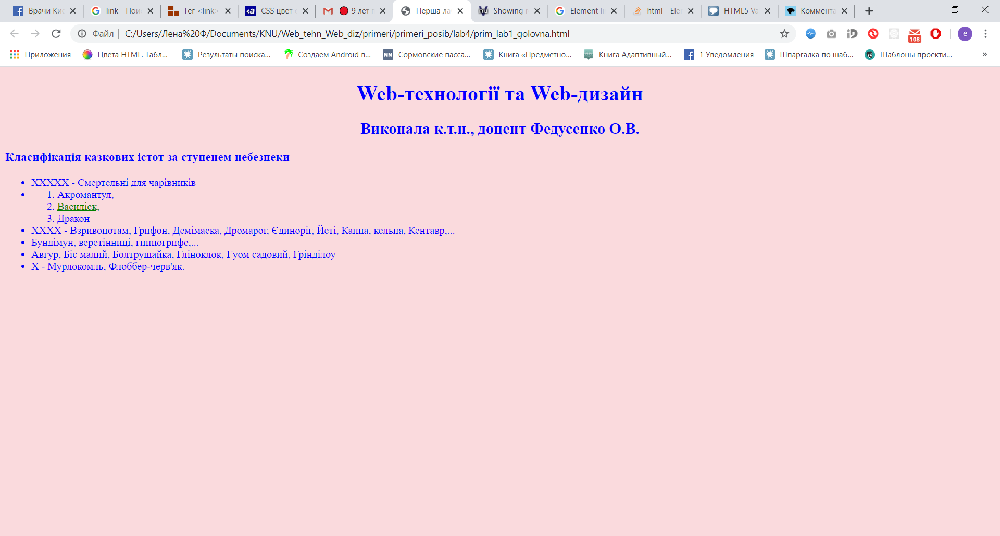 Врачи Кие
link - Пои
Тег <link>
CSS цвет
9 лет
Перша ла
Showing
Element li
html - Ele
HTML5 Va
Коммента
Файл | C:/Users/Лена%20Ф/Documents/KNU/Web_tehn_Web_diz/primeri/primeri_posib/lab4/prim_lab1_golovna.html
108
e
Приложения
Цвета HTML. Табл...
Результаты поиска...
Создаем Android в...
NN Сормовские пасса...
Книга «Предметно...
Книга Адаптивный...
1 Уведомления
Шпаргалка по шаб...
Шаблоны проекти...
»
Web-технології та Web-дизайн
Виконала к.т.н., доцент Федусенко О.В.
Класифікація казкових істот за ступенем небезпеки
• XXXXX - Смертельні для чарівників
• 1. Акромантул,
2. Василіск,
3. Дракон
• XXXX - Взривопотам, Грифон, Демімаска, Дромарог, Єдиноріг, Йеті, Каппа, кельпа, Кентавр,...
• Бундімун, веретінниці, гиппогрифе,...
• Авгур, Біс малий, Болтрушайка, Гліноклок, Гуом садовий, Грінділоу
• X - Мурлокомль, Флоббер-черв'як.